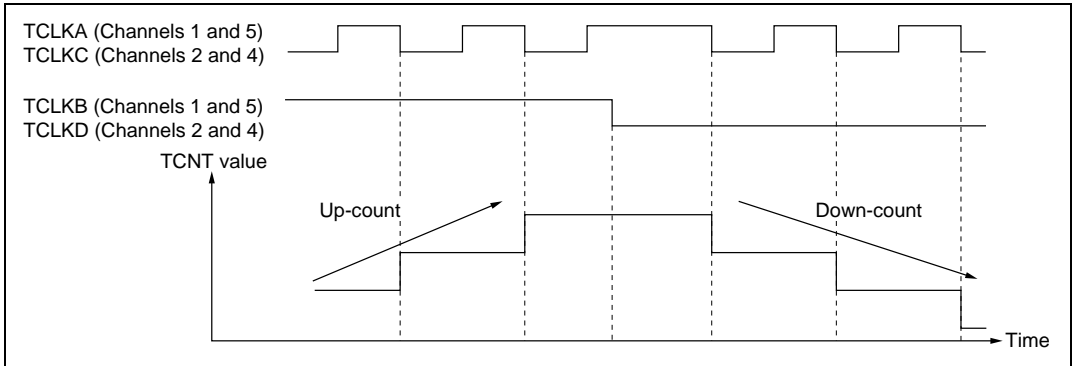 TCLKA (Channels 1 and 5)
TCLKC (Channels 2 and 4)
TCLKB (Channels 1 and 5)
TCLKD (Channels 2 and 4)
TCNT value
Up-count
Down-count
Time